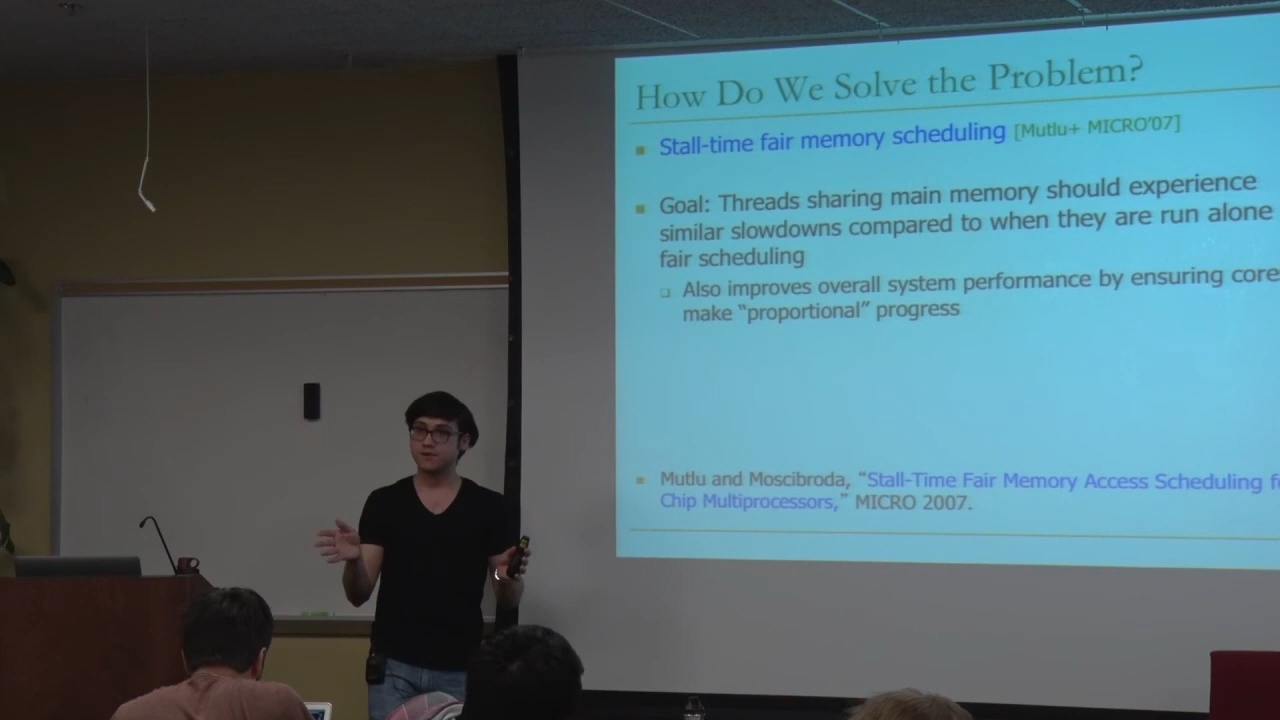 How Do We Solve the Problem?
Stall-time fair memory scheduling [Mutlu+ MICRO'07]
Goal: Threads sharing main memory should experience
similar slowdowns compared to when they are run alone
fair scheduling
Also improves overall system performance by ensuring cores
make “proportional” progress
Mutlu and Moscibroda, “Stall-Time Fair Memory Access Scheduling
Chip Multiprocessors,” MICRO 2007.